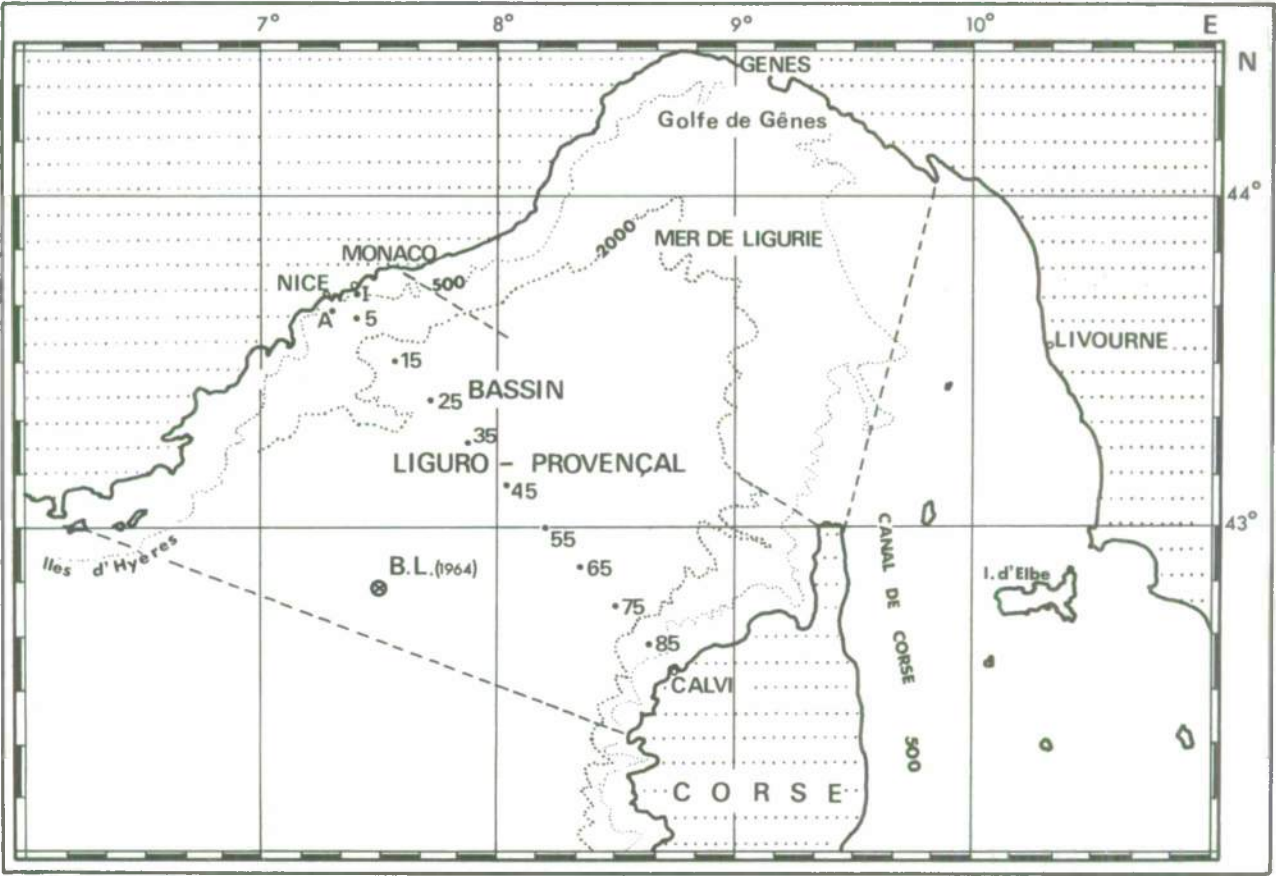 7° 8° 9° 10° E
N
GENES
Golfe de Gênes
44°
2000
MER DE LIGURIE
MONACO
NICE
500
I
A
5
LIVOURNE
15
BASSIN
25
35
LIGURO - PROVENÇAL
45
43°
55
Iles d'Hyères
B.L.(1964)
65
CANAL DE CORSE
I. d'Elbe
75
85
CALVI
500
CORSE